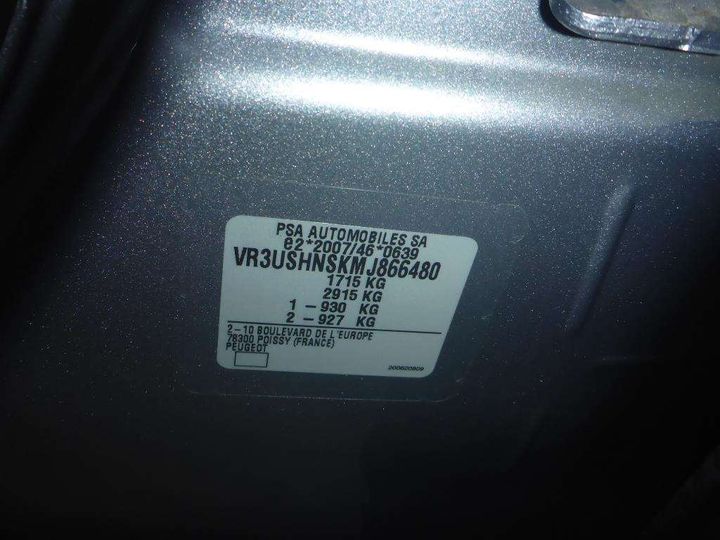 PSA AUTOMOBILES SA
e2*2007/46*0639
VR3USHNSKMJ866480
1715 KG
2915 KG
1 - 930 KG
2 - 927 KG
2-10 BOULEVARD DE L'EUROPE
78300 POISSY (FRANCE)
PEUGEOT
200620809